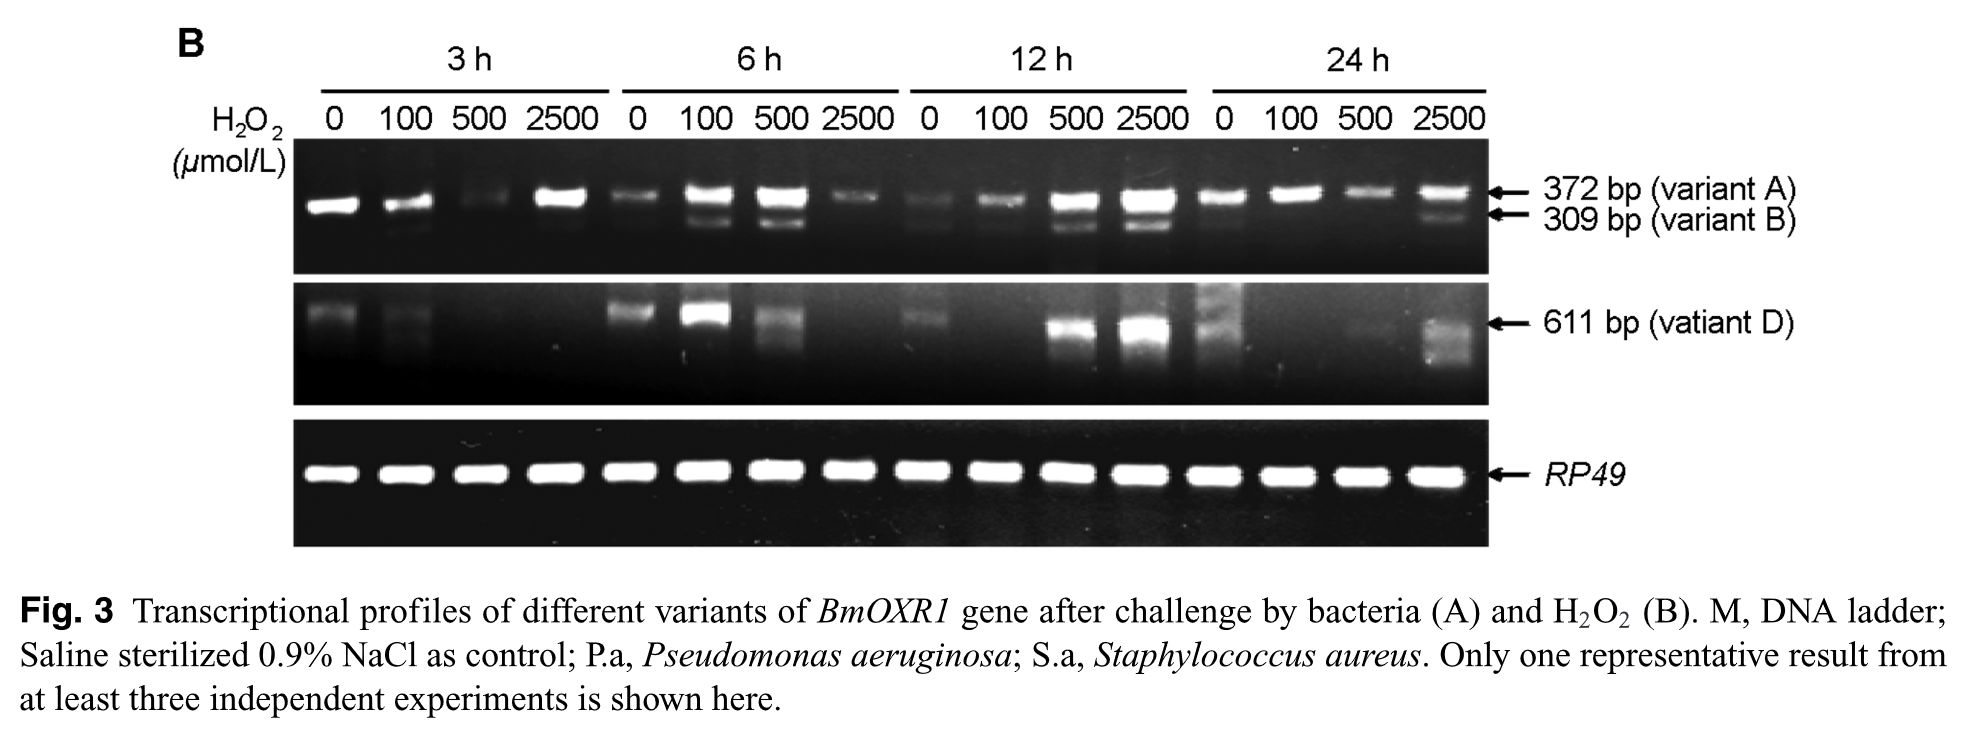 B
3 h 6 h 12 h 24 h
H₂O₂ 0 100 500 2500 0 100 500 2500 0 100 500 2500 0 100 500 2500
(µmol/L)
372 bp (variant A)
309 bp (variant B)
611 bp (vatiant D)
RP49
Fig. 3 Transcriptional profiles of different variants of BmOXR1 gene after challenge by bacteria (A) and H₂O₂ (B). M, DNA ladder;
Saline sterilized 0.9% NaCl as control; P.a, Pseudomonas aeruginosa; S.a, Staphylococcus aureus. Only one representative result from
at least three independent experiments is shown here.